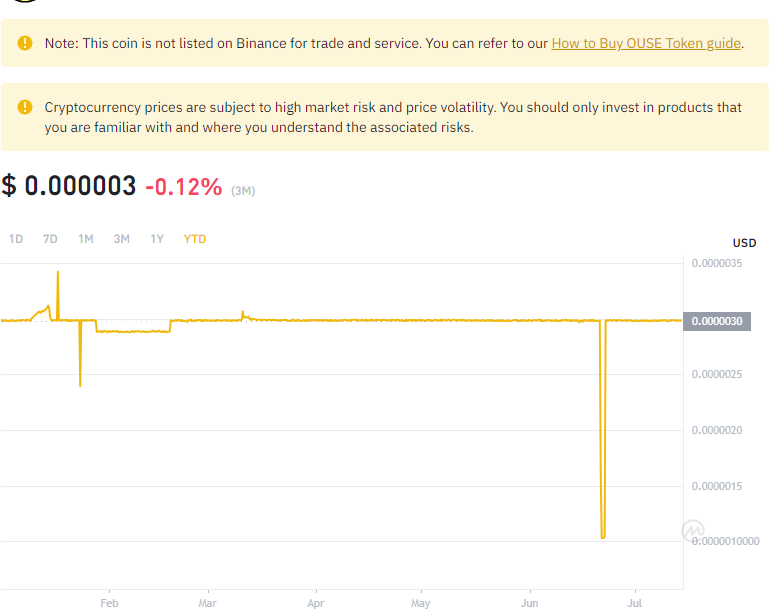 Note: This coin is not listed on Binance for trade and service. You can refer to our How to Buy OUSE Token guide.
Cryptocurrency prices are subject to high market risk and price volatility. You should only invest in products that
you are familiar with and where you understand the associated risks.
$ 0.000003 -0.12% (3M)
1D 7D 1M 3M 1Y YTD
USD
0.0000035
0.0000030
0.0000025
0.0000020
0.0000015
0.0000010000
Feb Mar Apr May Jun Jul